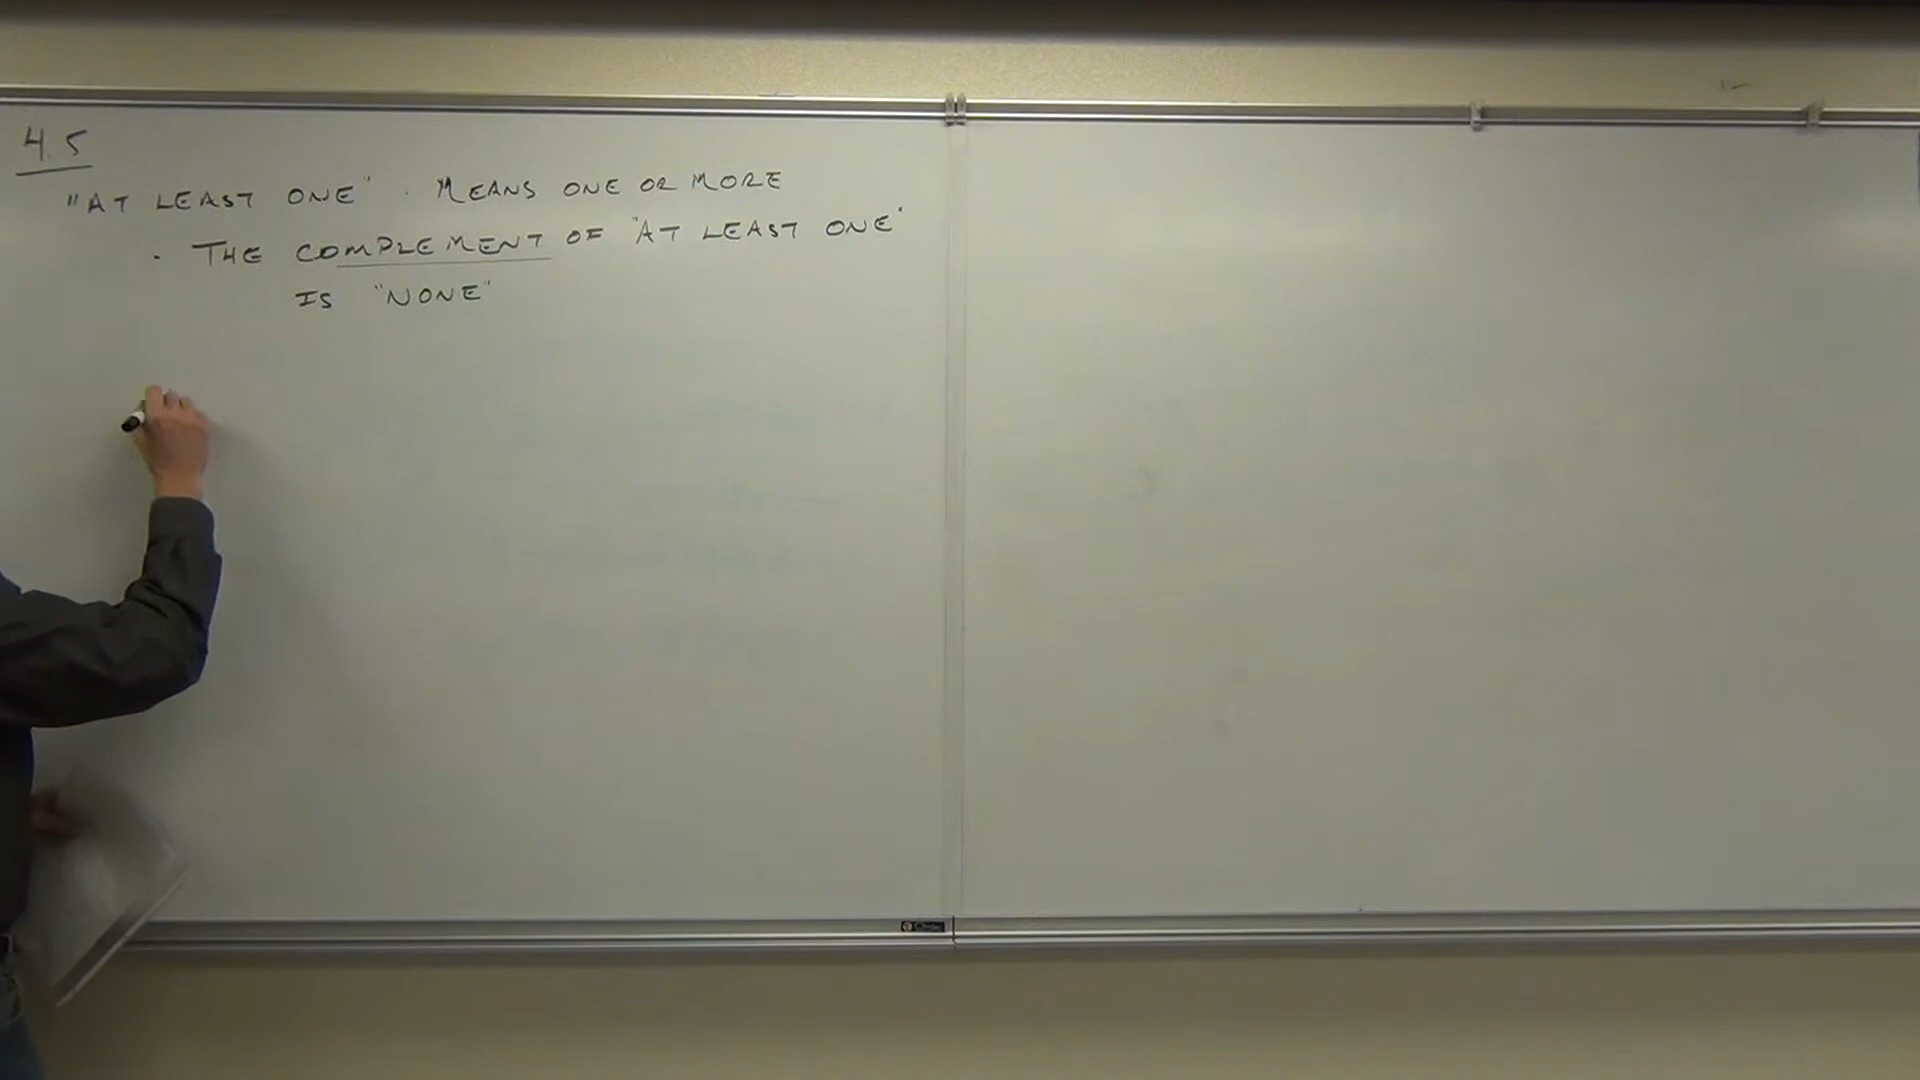 4.5
"AT LEAST ONE" · MEANS ONE OR MORE
· THE COMPLEMENT OF "AT LEAST ONE"
IS "NONE"